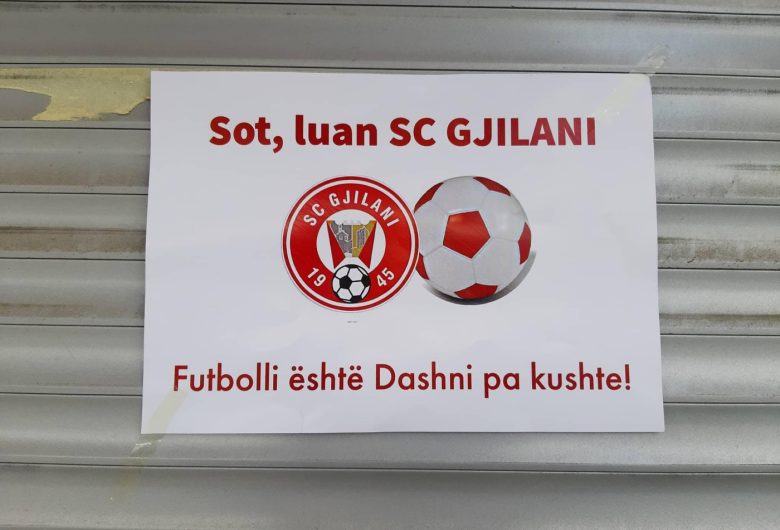 Sot, luan SC GJILANI
SC GJILANI
19 45
Futbolli është Dashni pa kushte!